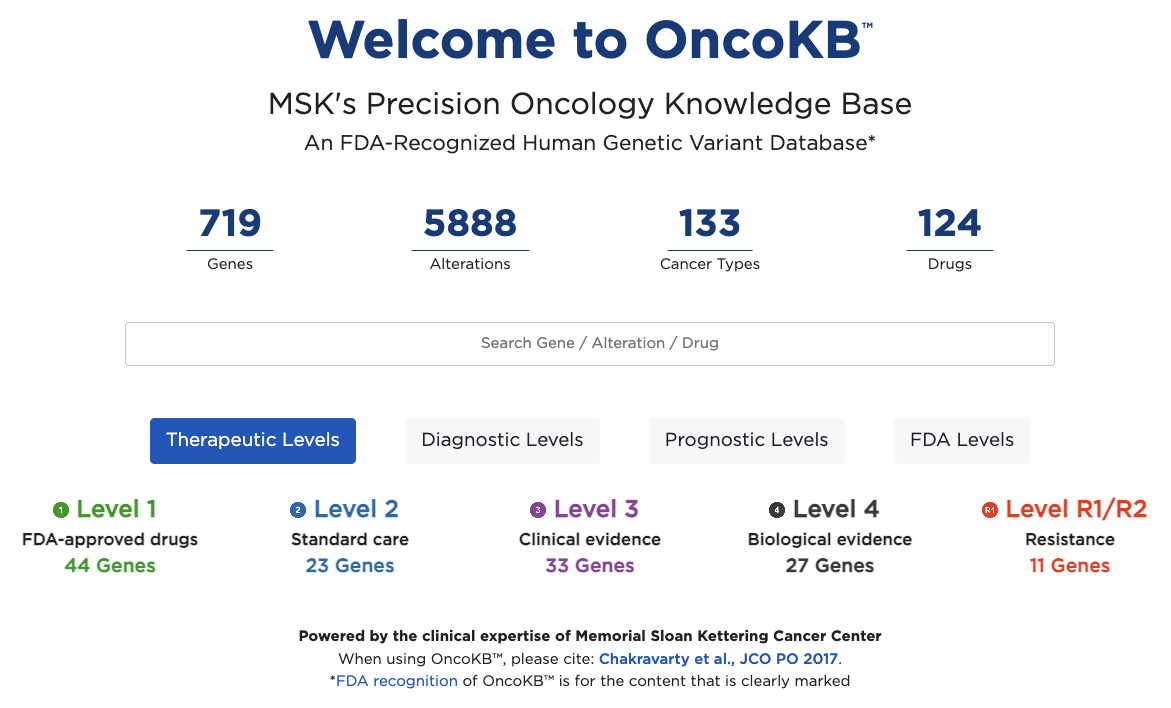 Welcome to OncoKB™
MSK's Precision Oncology Knowledge Base
An FDA-Recognized Human Genetic Variant Database*
719 5888 133 124
Genes Alterations Cancer Types Drugs
Search Gene / Alteration / Drug
Therapeutic Levels Diagnostic Levels Prognostic Levels FDA Levels
1 Level 1 2 Level 2 3 Level 3 4 Level 4 R1 Level R1/R2
FDA-approved drugs Standard care Clinical evidence Biological evidence Resistance
44 Genes 23 Genes 33 Genes 27 Genes 11 Genes
Powered by the clinical expertise of Memorial Sloan Kettering Cancer Center
When using OncoKB™, please cite: Chakravarty et al., JCO PO 2017.
*FDA recognition of OncoKB™ is for the content that is clearly marked